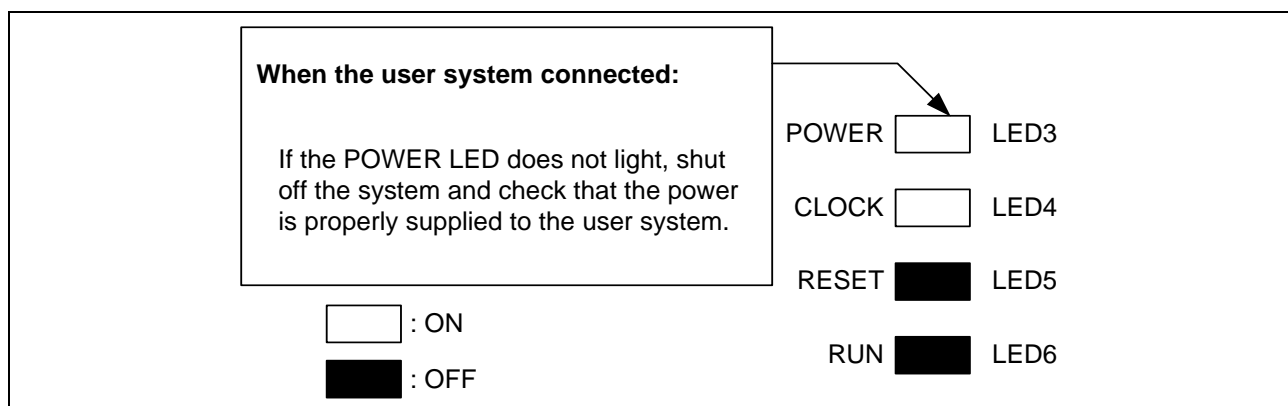 When the user system connected:
If the POWER LED does not light, shut
off the system and check that the power
is properly supplied to the user system.
POWER LED3
CLOCK LED4
RESET LED5
RUN LED6
: ON
: OFF